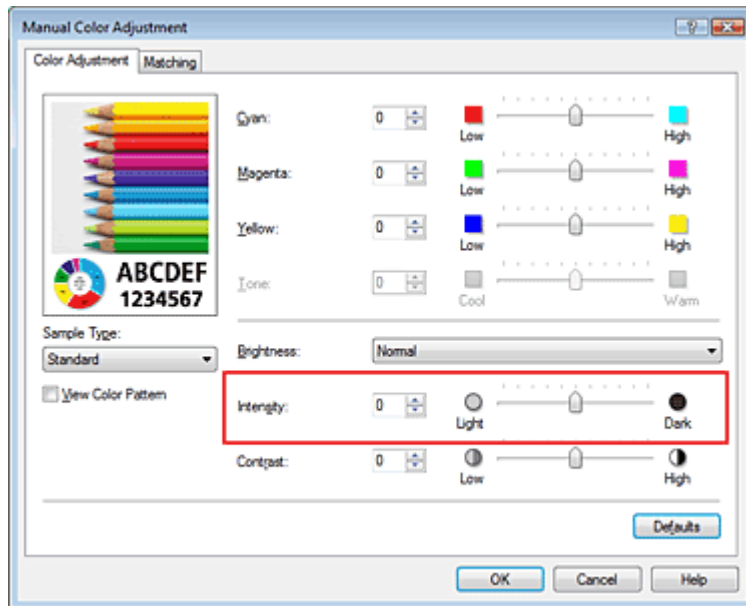 Manual Color Adjustment
Color Adjustment
Matching
Cyan: 0 Low High
Magenta: 0 Low High
Yellow: 0 Low High
Tone: 0 Cool Warm
ABCDEF
1234567
Sample Type:
Standard
View Color Pattern
Brightness: Normal
Intensity: 0 Light Dark
Contrast: 0 Low High
Defaults
OK
Cancel
Help